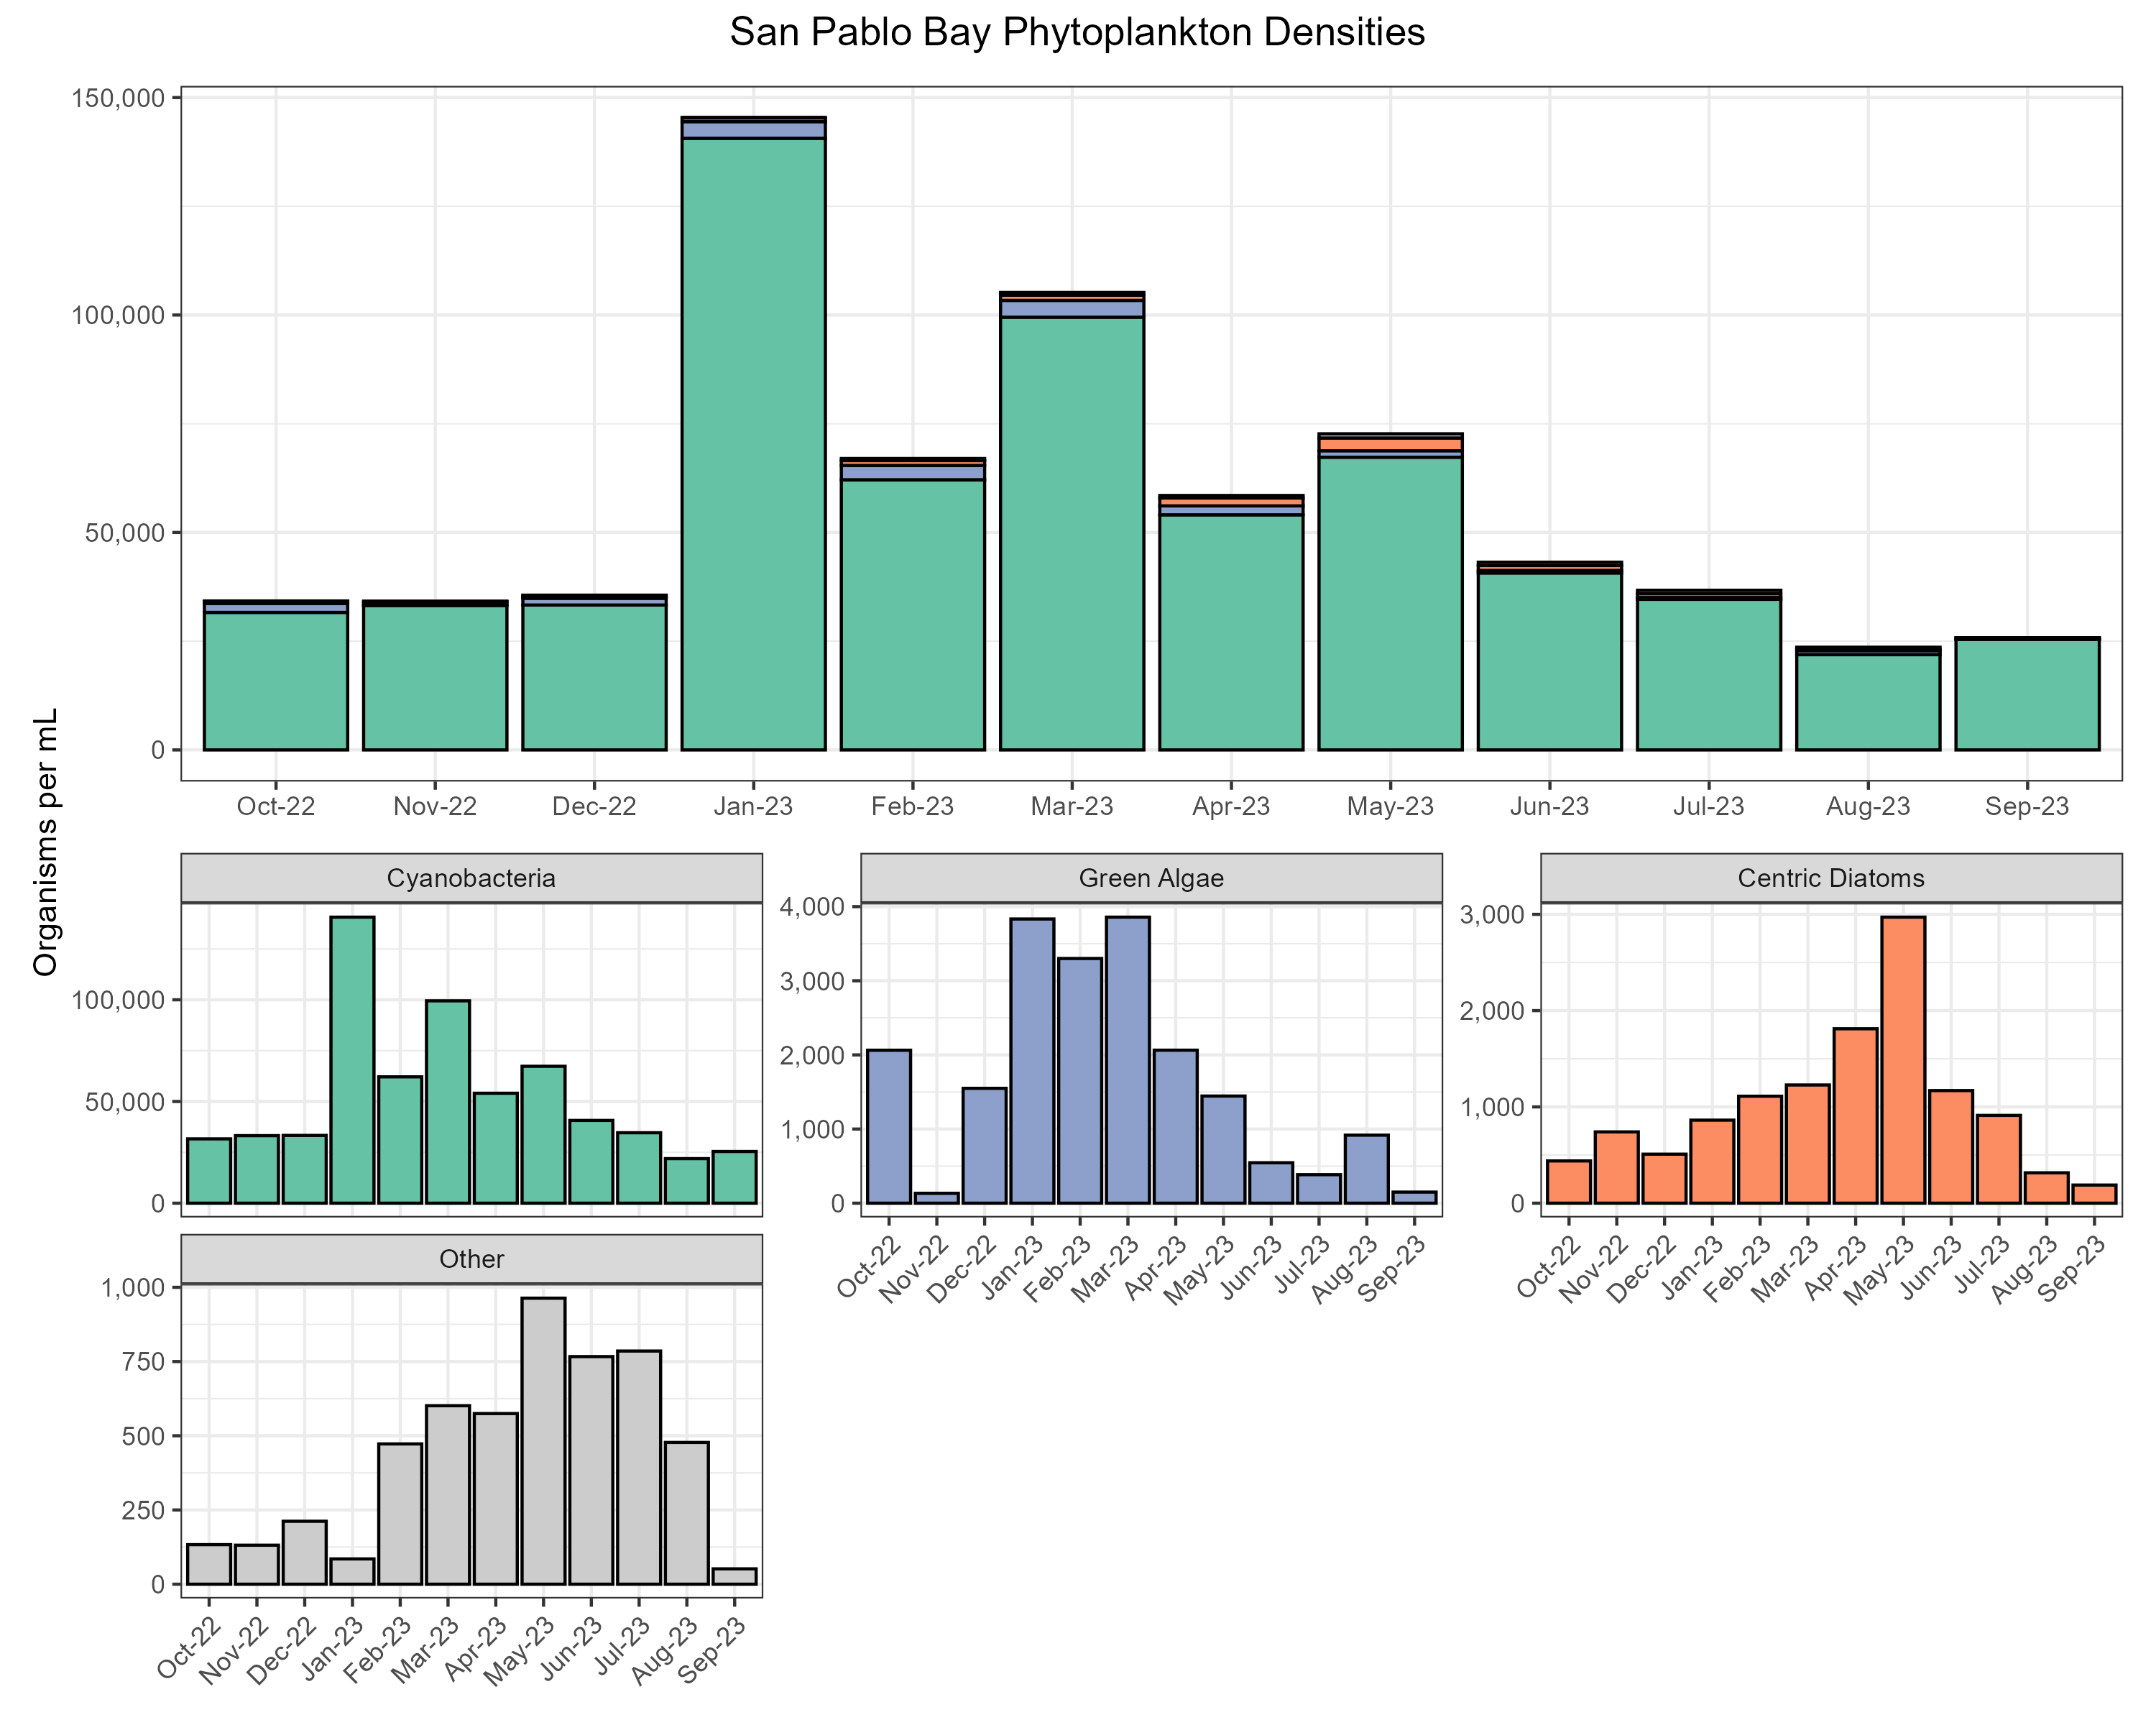 San Pablo Bay Phytoplankton Densities
Organisms per mL
150,000
100,000
50,000
0
Oct-22 Nov-22 Dec-22 Jan-23 Feb-23 Mar-23 Apr-23 May-23 Jun-23 Jul-23 Aug-23 Sep-23
Cyanobacteria
100,000
50,000
0
Green Algae
4,000
3,000
2,000
1,000
0
Oct-22 Nov-22 Dec-22 Jan-23 Feb-23 Mar-23 Apr-23 May-23 Jun-23 Jul-23 Aug-23 Sep-23
Centric Diatoms
3,000
2,000
1,000
0
Oct-22 Nov-22 Dec-22 Jan-23 Feb-23 Mar-23 Apr-23 May-23 Jun-23 Jul-23 Aug-23 Sep-23
Other
1,000
750
500
250
0
Oct-22 Nov-22 Dec-22 Jan-23 Feb-23 Mar-23 Apr-23 May-23 Jun-23 Jul-23 Aug-23 Sep-23